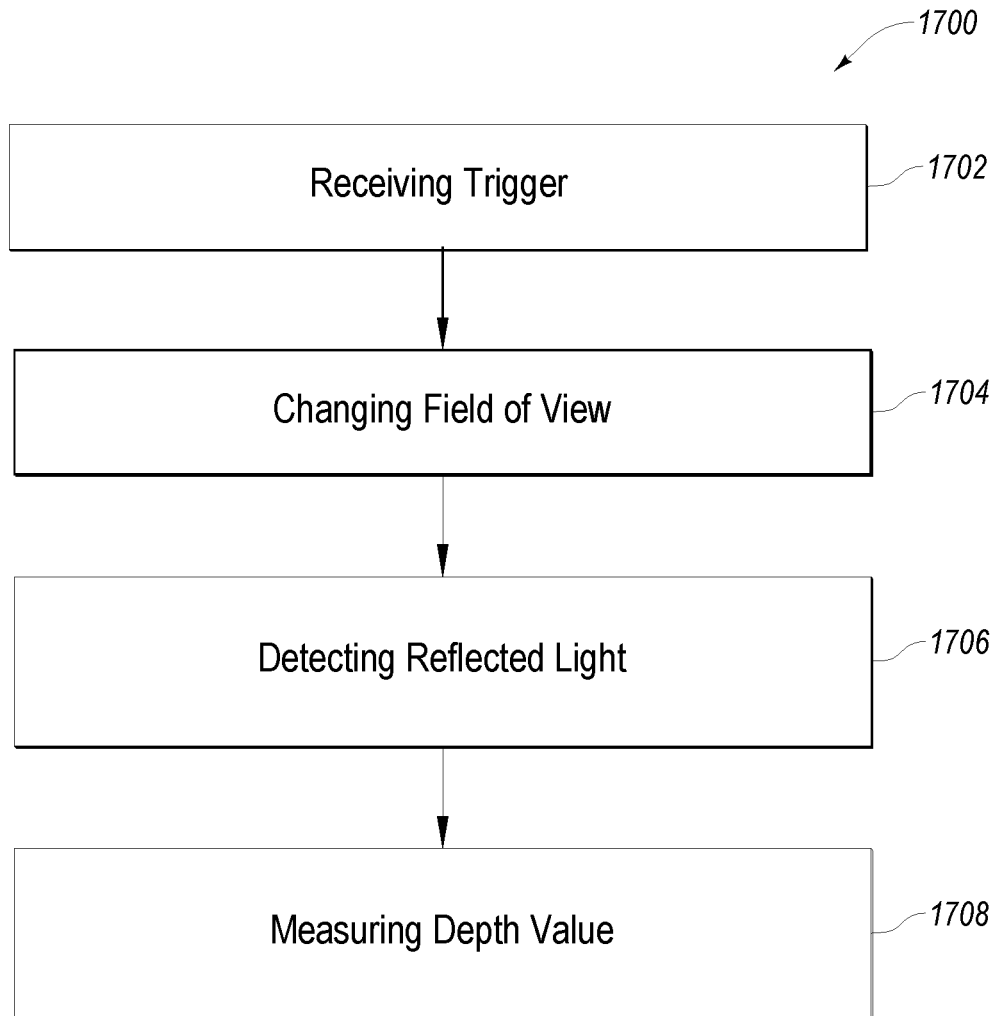 1700
Receiving Trigger
1702
Changing Field of View
1704
Detecting Reflected Light
1706
Measuring Depth Value
1708